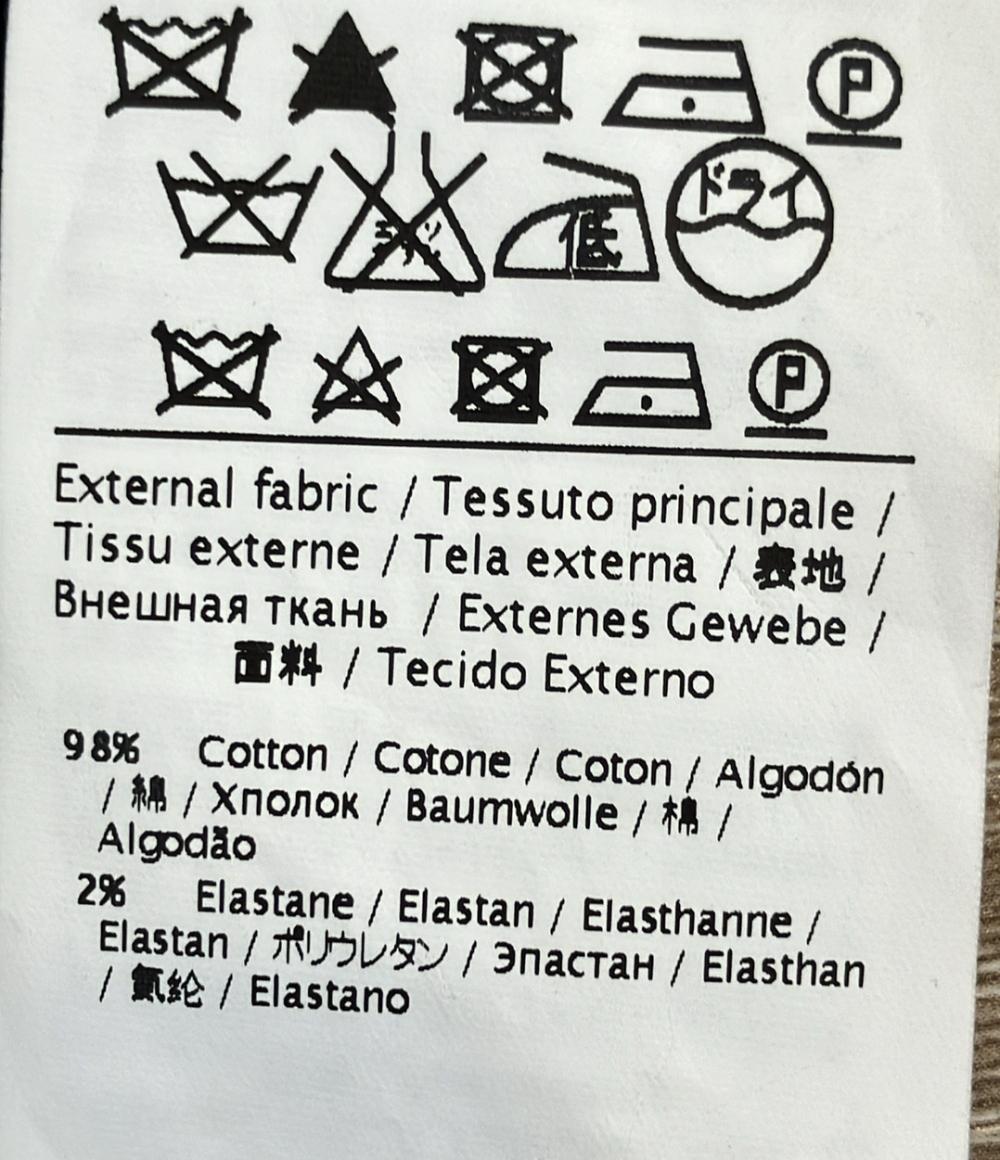 P
ドライ
低
P
External fabric / Tessuto principale /
Tissu externe / Tela externa / 表地 /
Внешная ткань / Externes Gewebe /
面料 / Tecido Externo
98% Cotton / Cotone / Coton / Algodón
/ 綿 / Хполок / Baumwolle / 棉 /
Algodão
2% Elastane / Elastan / Elasthanne /
Elastan / ポリウレタン / Эпастан / Elasthan
/ 氨纶 / Elastano